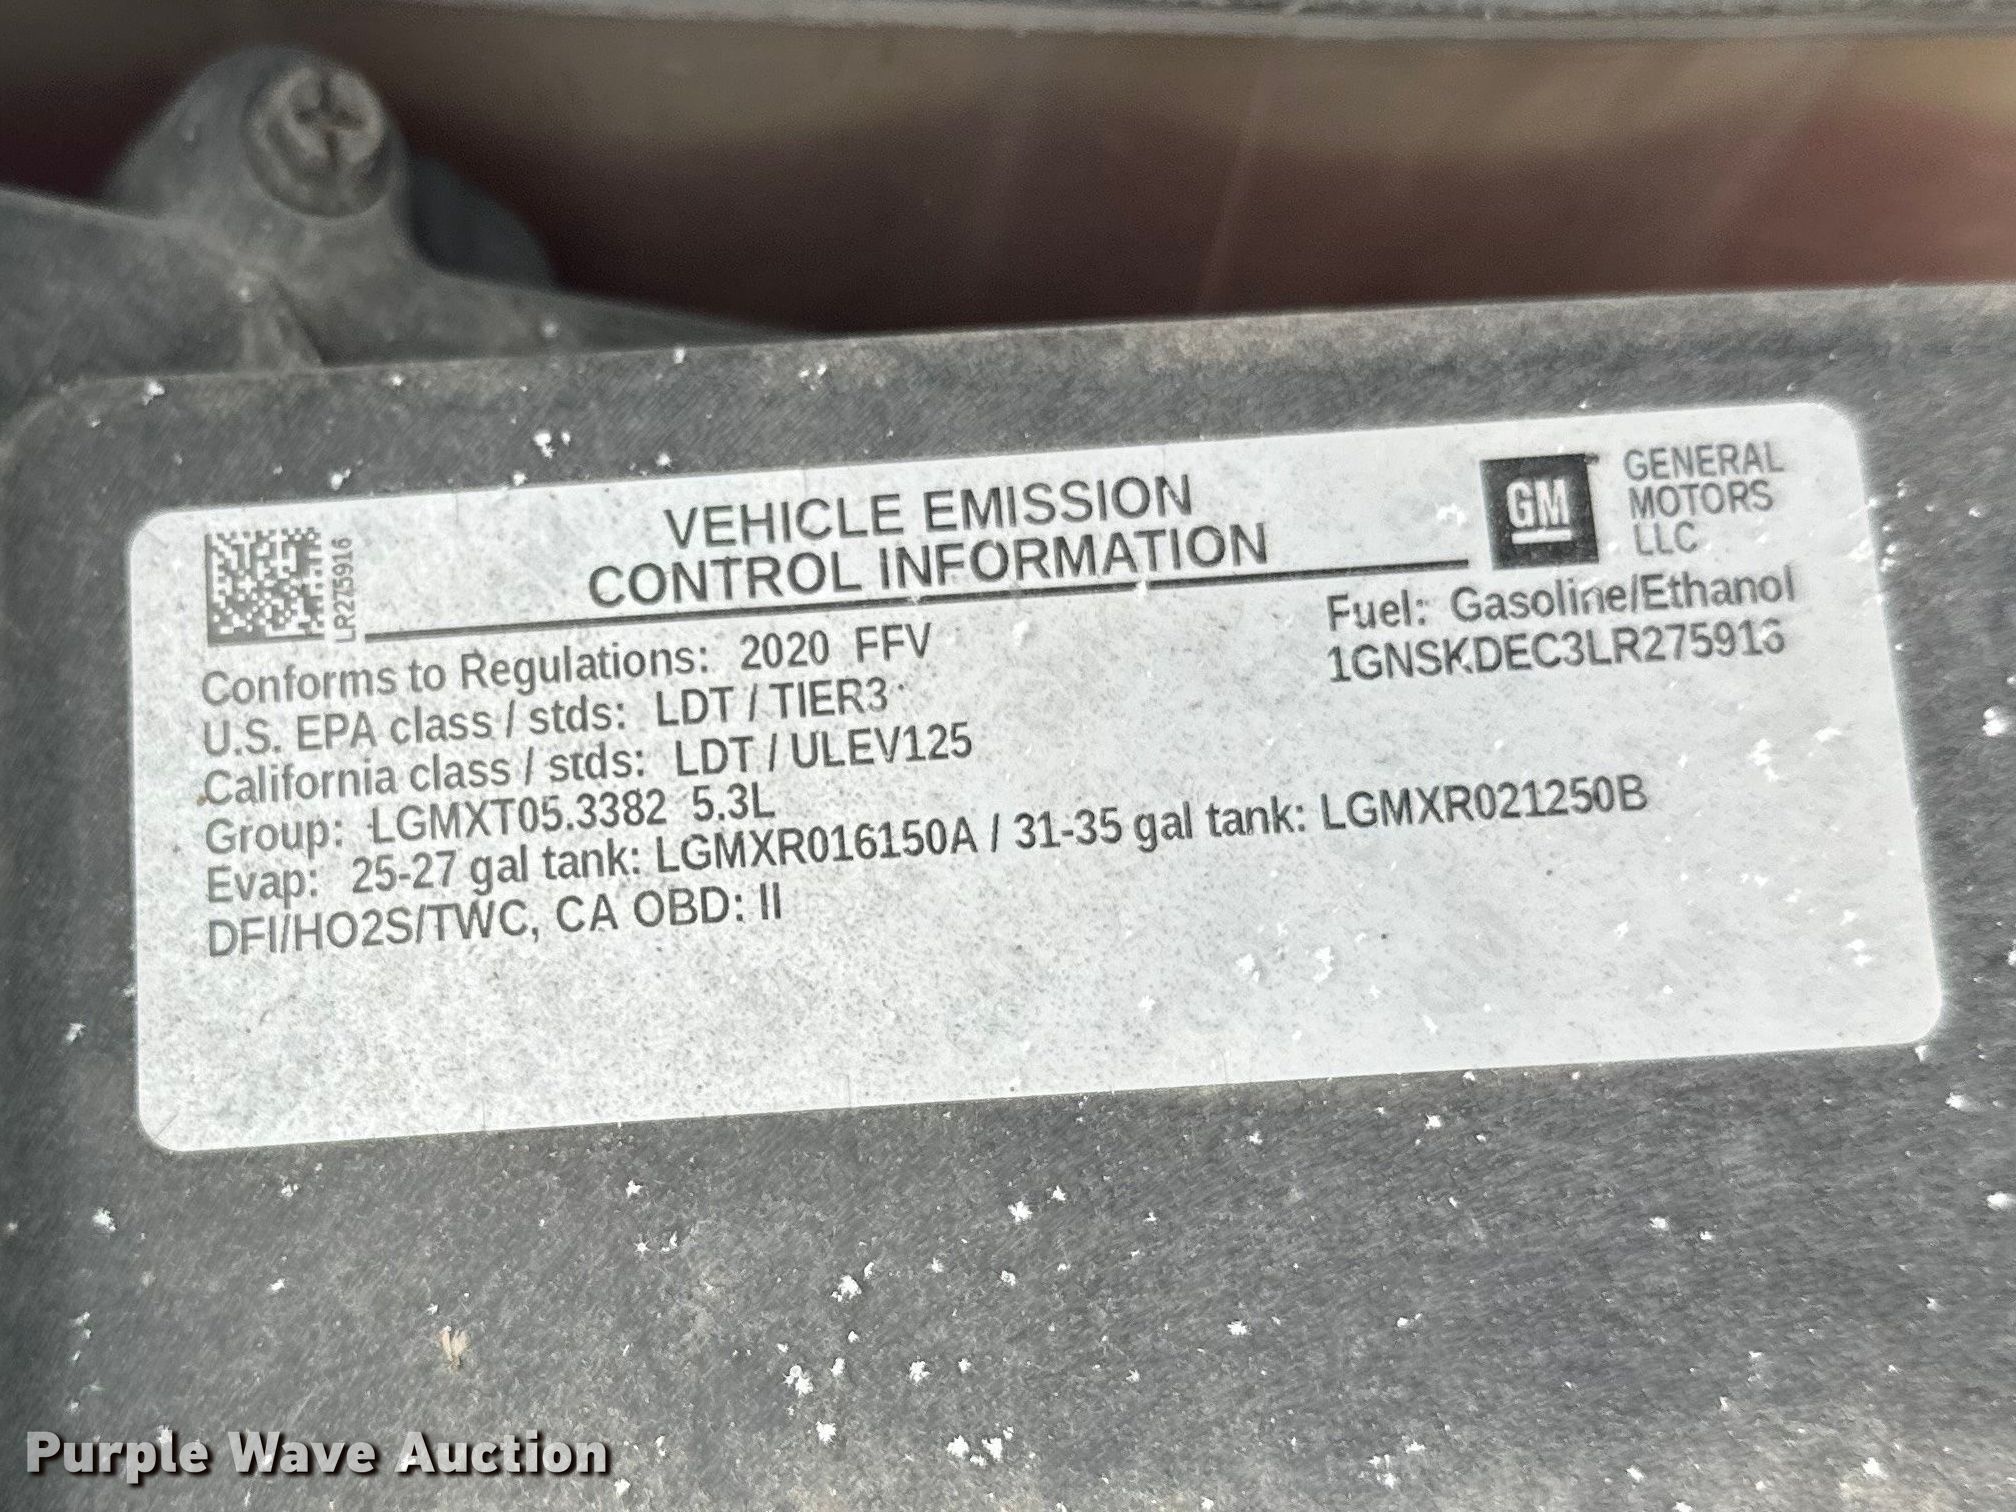 LR275916
VEHICLE EMISSION
CONTROL INFORMATION
GM
GENERAL
MOTORS
LLC
Conforms to Regulations: 2020 FFV
U.S. EPA class / stds: LDT / TIER3
California class / stds: LDT / ULEV125
Group: LGMXT05.3382 5.3L
Evap: 25-27 gal tank: LGMXR016150A / 31-35 gal tank: LGMXR021250B
DFI/HO2S/TWC, CA OBD: II
Fuel: Gasoline/Ethanol
1GNSKDEC3LR275916
Purple Wave Auction